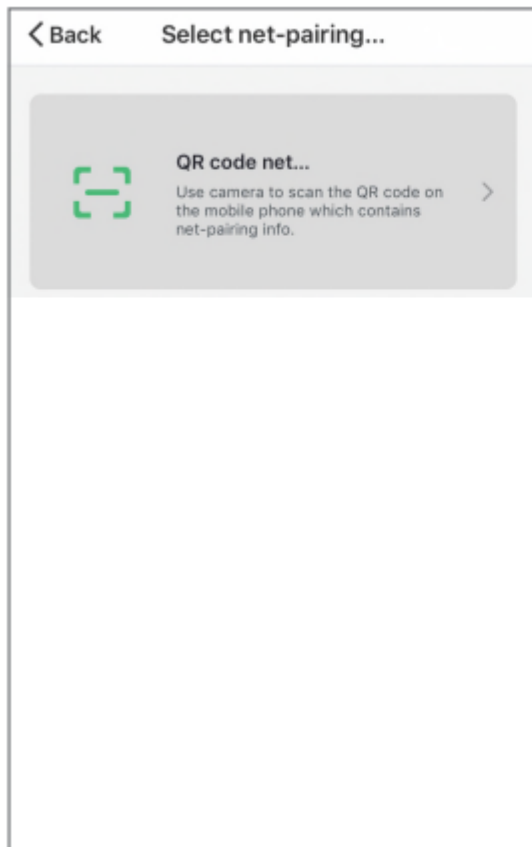 Back Select net-pairing...
QR code net...
Use camera to scan the QR code on
the mobile phone which contains
net-pairing info.